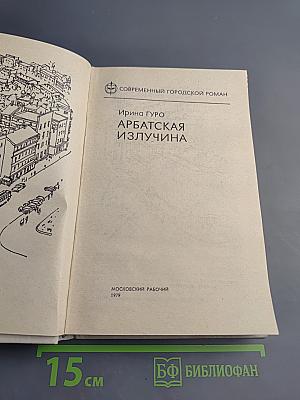 СОВРЕМЕННЫЙ ГОРОДСКОЙ РОМАН
Ирина ГУРО
АРБАТСКАЯ
ИЗЛУЧИНА
МОСКОВСКИЙ РАБОЧИЙ
1979
15 см
БФ БИБЛИОФАН